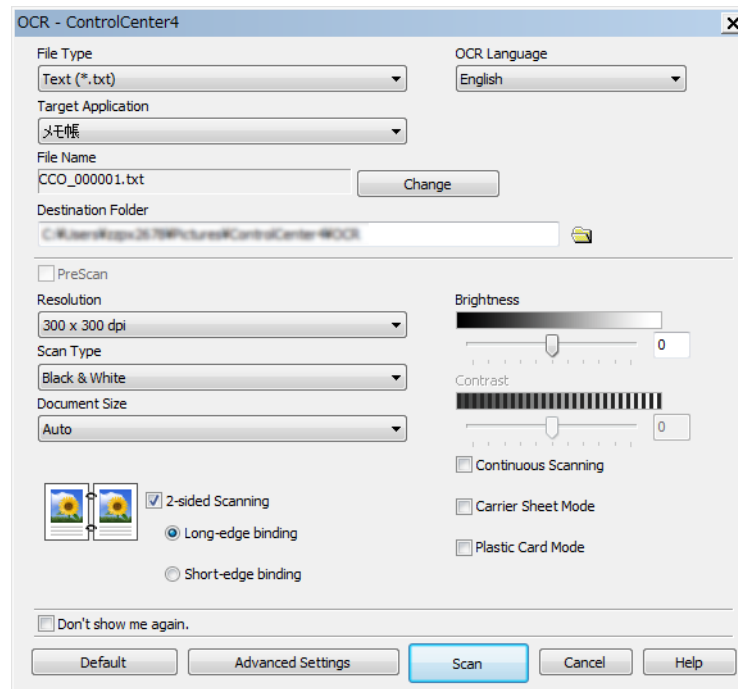 OCR - ControlCenter4
File Type
OCR Language
Text (*.txt)
English
Target Application
メモ帳
File Name
CCO_000001.txt
Change
Destination Folder
PreScan
Resolution
Brightness
300 x 300 dpi
0
Scan Type
Black & White
Contrast
Document Size
Auto
0
Continuous Scanning
2-sided Scanning
Carrier Sheet Mode
Long-edge binding
Plastic Card Mode
Short-edge binding
Don't show me again.
Default
Advanced Settings
Scan
Cancel
Help